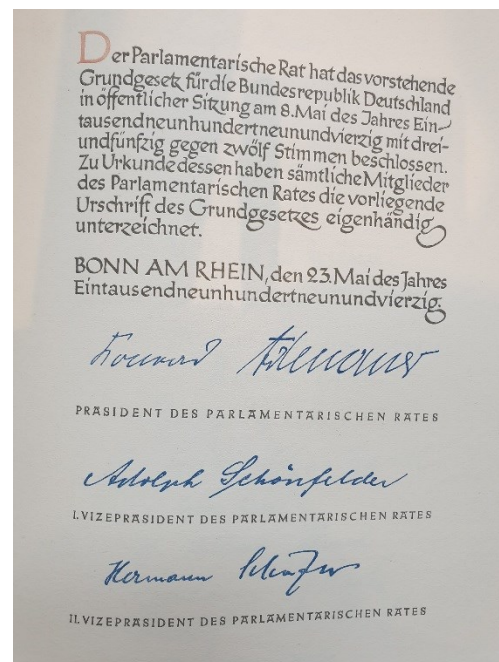 Der Parlamentarische Rat hat das vorstehende
Grundgesetz für die Bundesrepublik Deutschland
in öffentlicher Sitzung am 8. Mai des Jahres Ein-
tausendneunhundertneunundvierzig mit drei-
undfünfzig gegen zwölf Stimmen beschlossen.
Zu Urkunde dessen haben sämtliche Mitglieder
des Parlamentarischen Rates die vorliegende
Urschrift des Grundgesetzes eigenhändig
unterzeichnet.
BONN AM RHEIN, den 23. Mai des Jahres
Eintausendneunhundertneunundvierzig.
Konrad Adenauer
PRÄSIDENT DES PARLAMENTARISCHEN RATES
Adolph Schönfelder
I. VIZEPRÄSIDENT DES PARLAMENTARISCHEN RATES
Hermann Schäfer
II. VIZEPRÄSIDENT DES PARLAMENTARISCHEN RATES